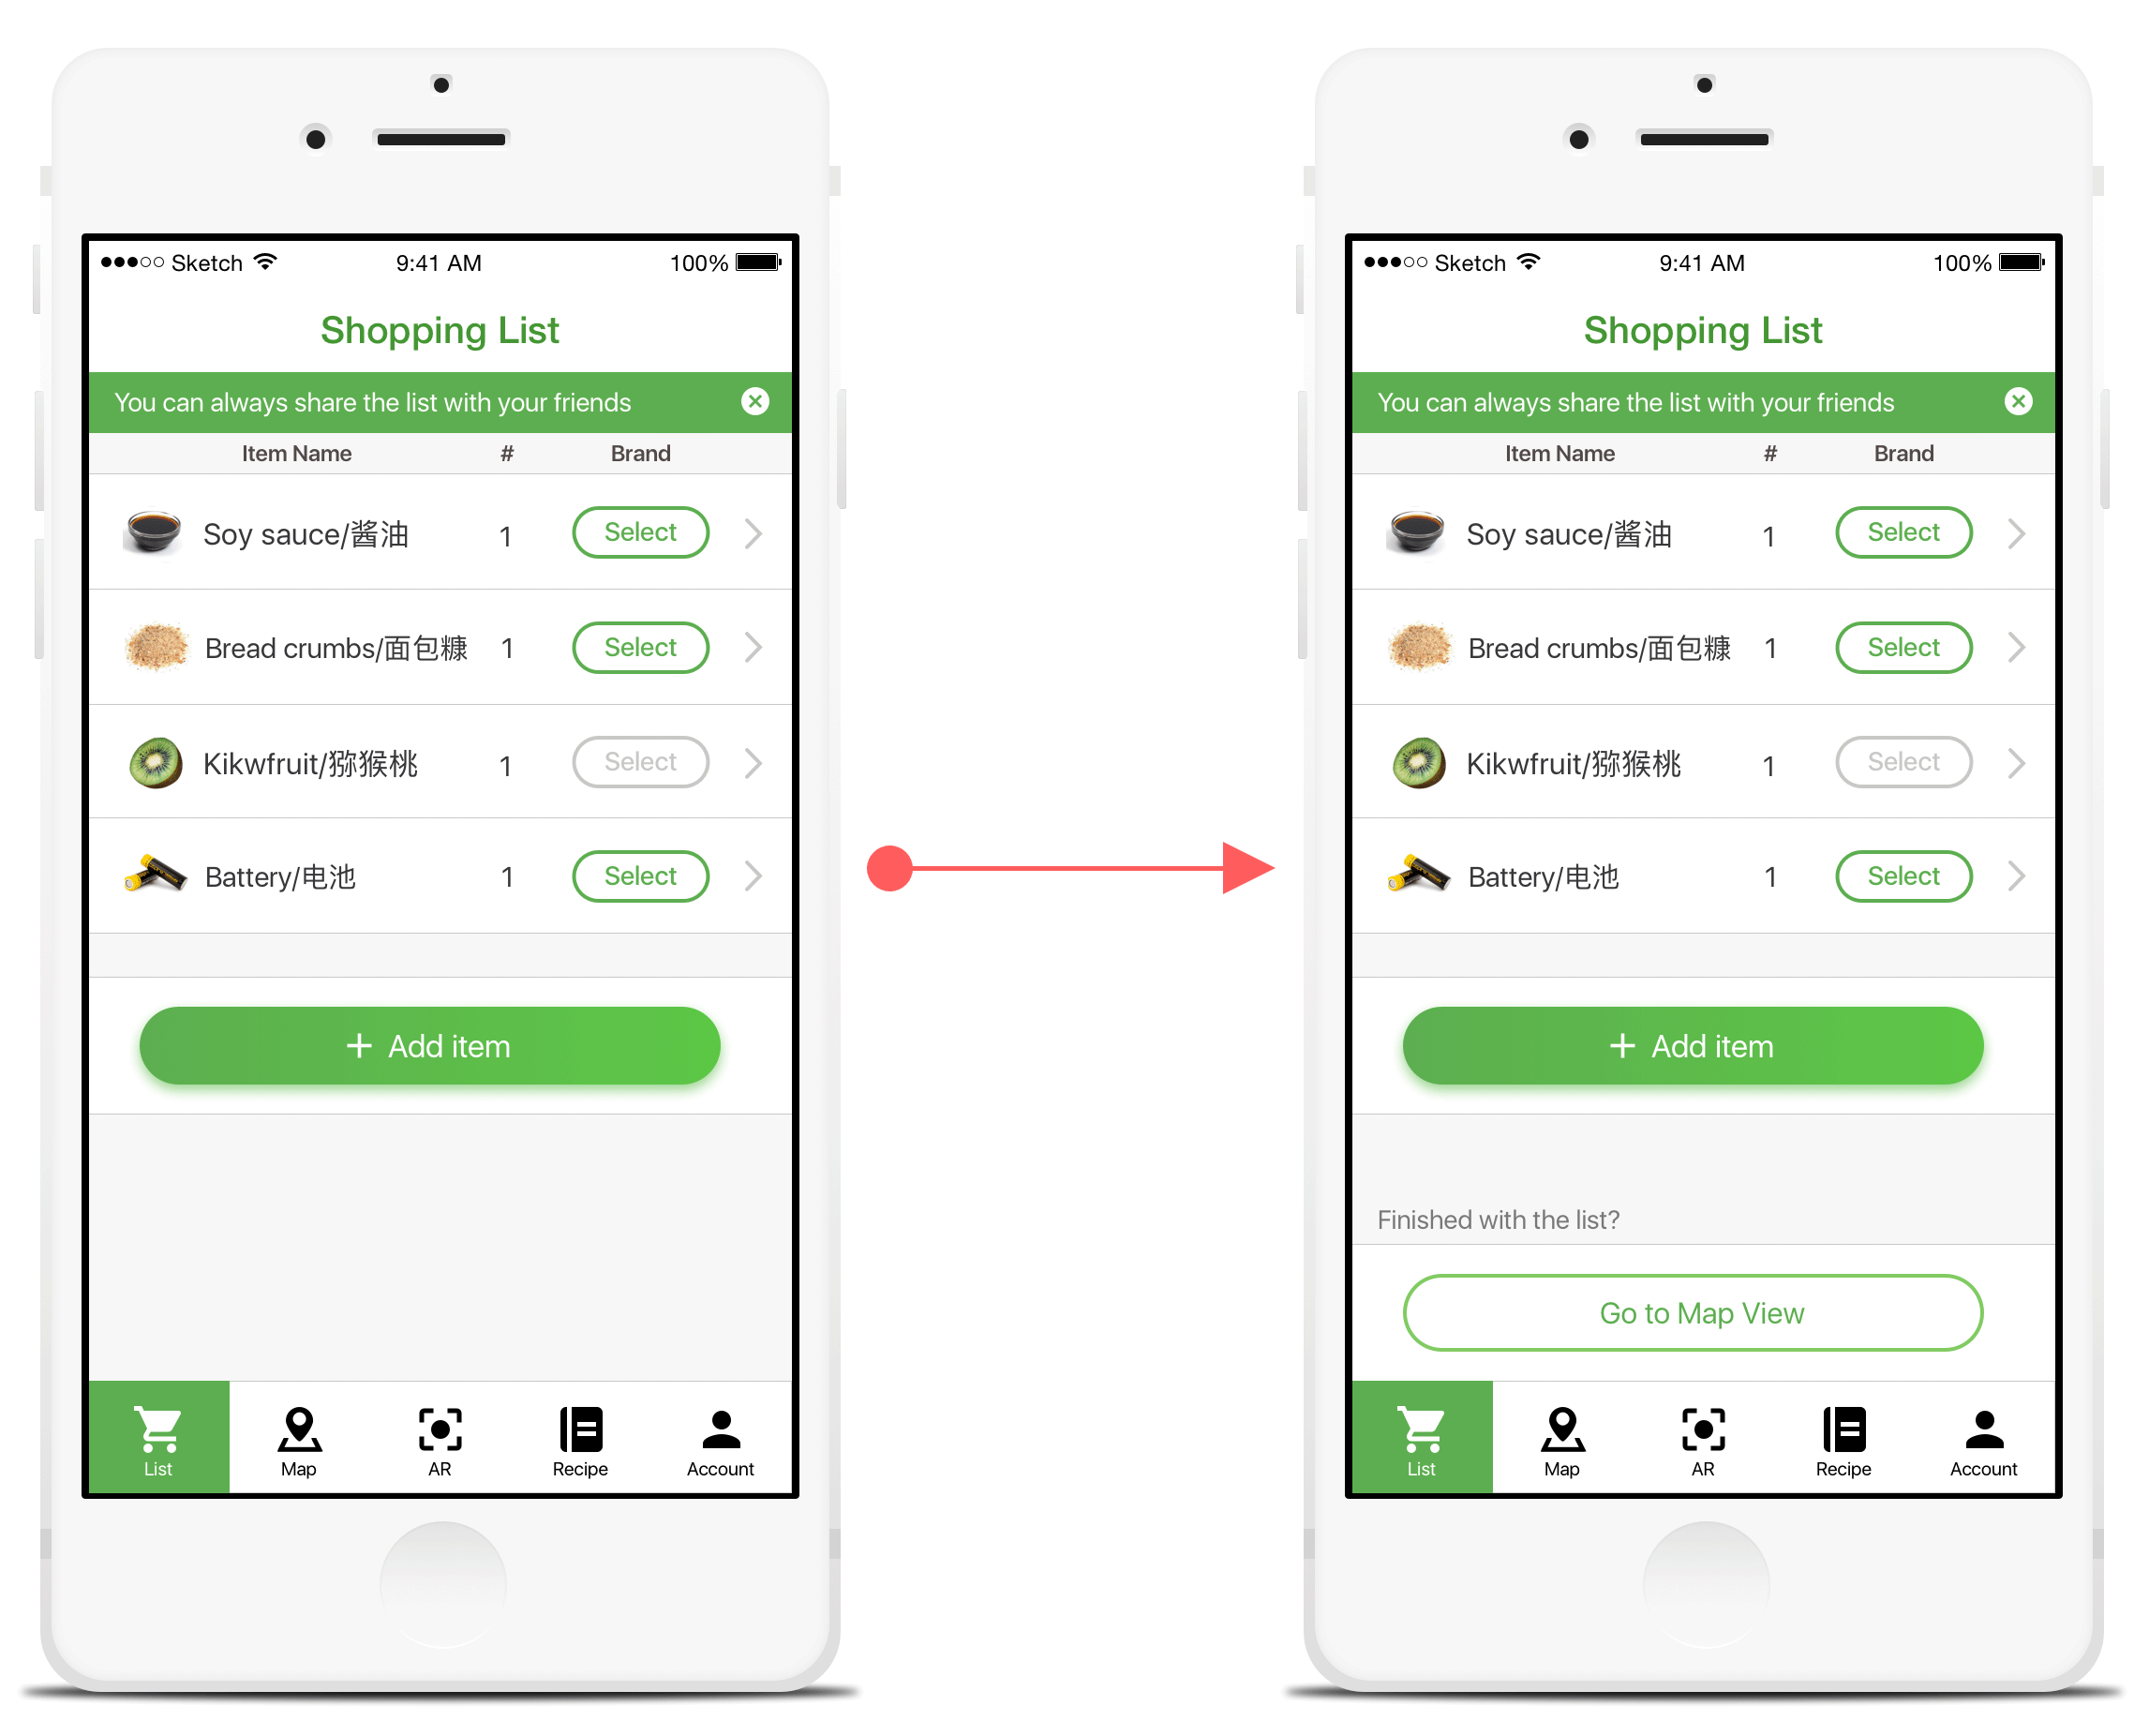 Sketch 9:41 AM 100%
Shopping List
You can always share the list with your friends
Item Name # Brand
Soy sauce/酱油 1 Select
Bread crumbs/面包糠 1 Select
Kikwfruit/猕猴桃 1 Select
Battery/电池 1 Select
+ Add item
List Map AR Recipe Account
Sketch 9:41 AM 100%
Shopping List
You can always share the list with your friends
Item Name # Brand
Soy sauce/酱油 1 Select
Bread crumbs/面包糠 1 Select
Kikwfruit/猕猴桃 1 Select
Battery/电池 1 Select
+ Add item
Finished with the list?
Go to Map View
List Map AR Recipe Account